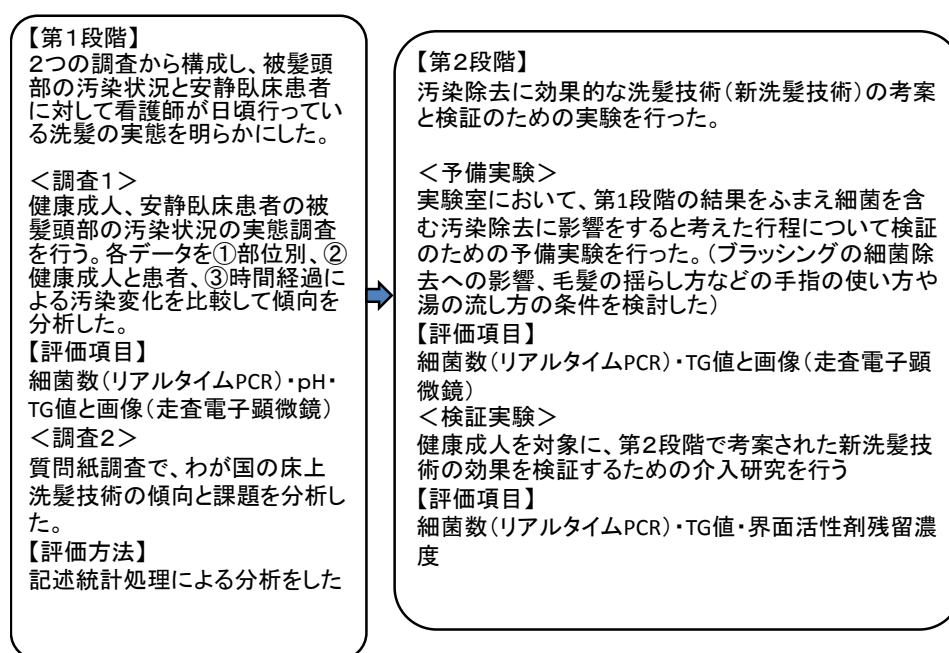 【第1段階】
2つの調査から構成し、被髪頭
部の汚染状況と安静臥床患者
に対して看護師が日頃行ってい
る洗髪の実態を明らかにした。
<調査1>
健康成人、安静臥床患者の被
髪頭部の汚染状況の実態調査
を行う。各データを①部位別、②
健康成人と患者、③時間経過に
よる汚染変化を比較して傾向を
分析した。
【評価項目】
細菌数(リアルタイムPCR)・pH・
TG値と画像(走査電子顕微鏡)
<調査2>
質問紙調査で、わが国の床上
洗髪技術の傾向と課題を分析し
た。
【評価方法】
記述統計処理による分析をした
【第2段階】
汚染除去に効果的な洗髪技術(新洗髪技術)の考案
と検証のための実験を行った。
<予備実験>
実験室において、第1段階の結果をふまえ細菌を含
む汚染除去に影響をすると考えた行程について検証
のための予備実験を行った。(ブラッシングの細菌除
去への影響、毛髪の揺らし方などの手指の使い方や
湯の流し方の条件を検討した)
【評価項目】
細菌数(リアルタイムPCR)・TG値と画像(走査電子顕
微鏡)
<検証実験>
健康成人を対象に、第2段階で考案された新洗髪技
術の効果を検証するための介入研究を行う
【評価項目】
細菌数(リアルタイムPCR)・TG値・界面活性剤残留濃
度